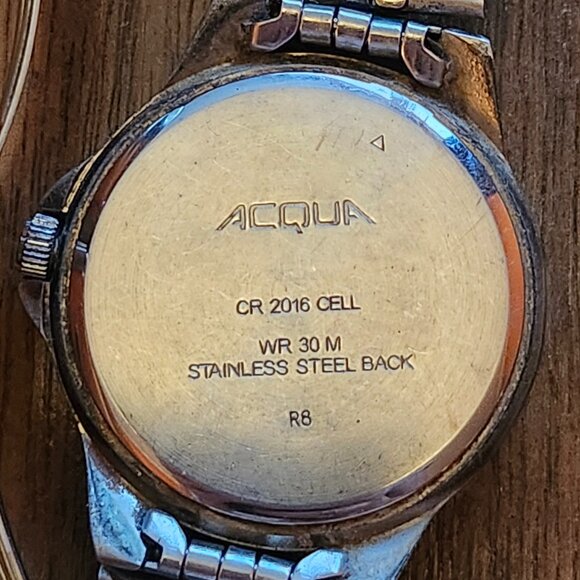 ACQUA
CR 2016 CELL
WR 30 M
STAINLESS STEEL BACK
R8